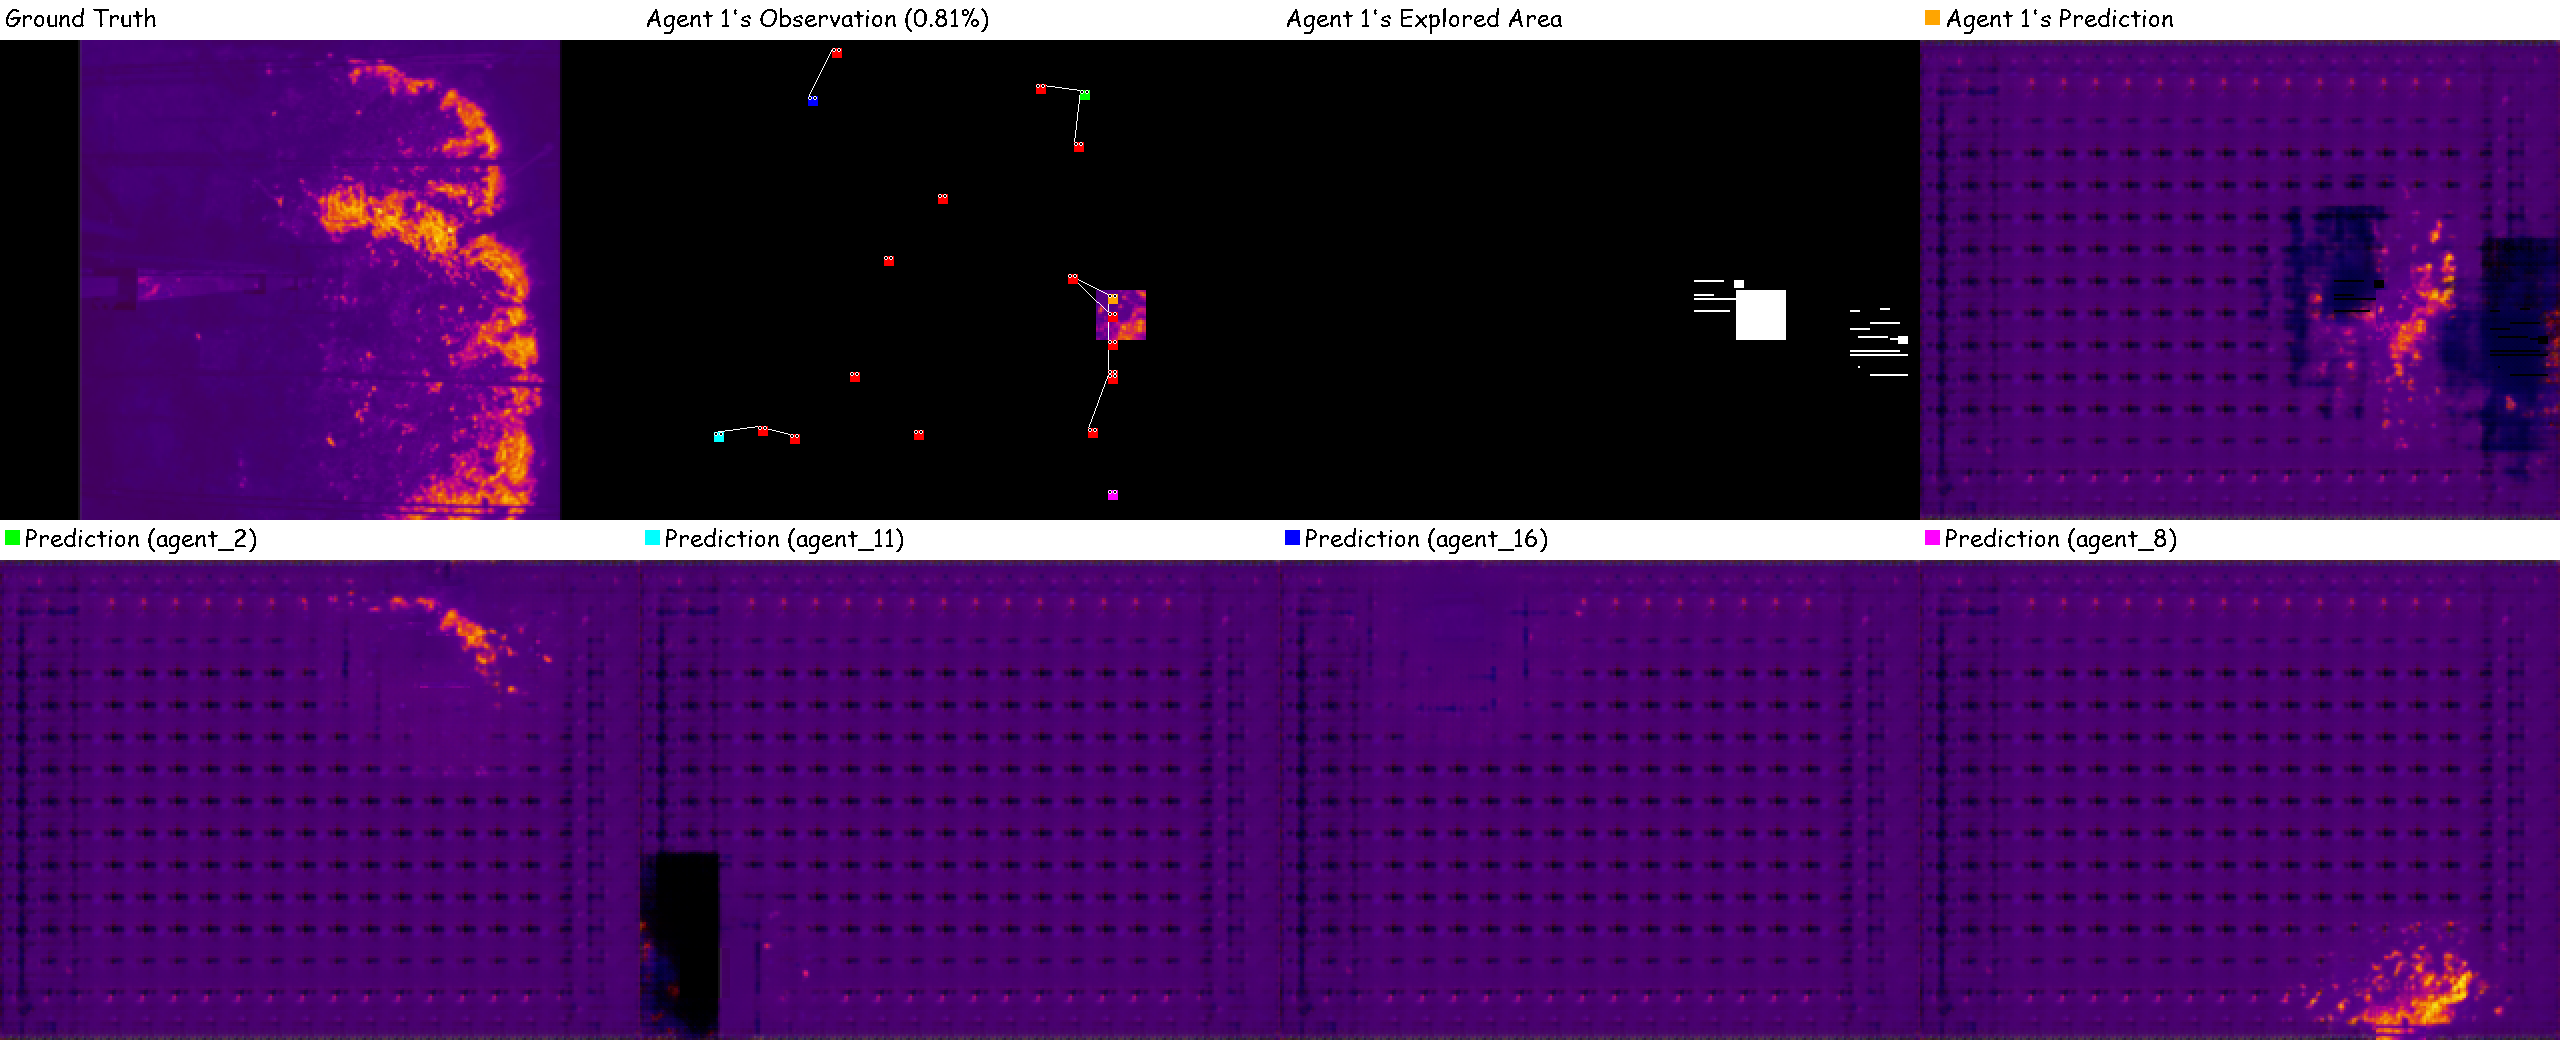 Ground Truth
Agent 1's Observation (0.81%)
Agent 1's Explored Area
Agent 1's Prediction
Prediction (agent_2)
Prediction (agent_11)
Prediction (agent_16)
Prediction (agent_8)